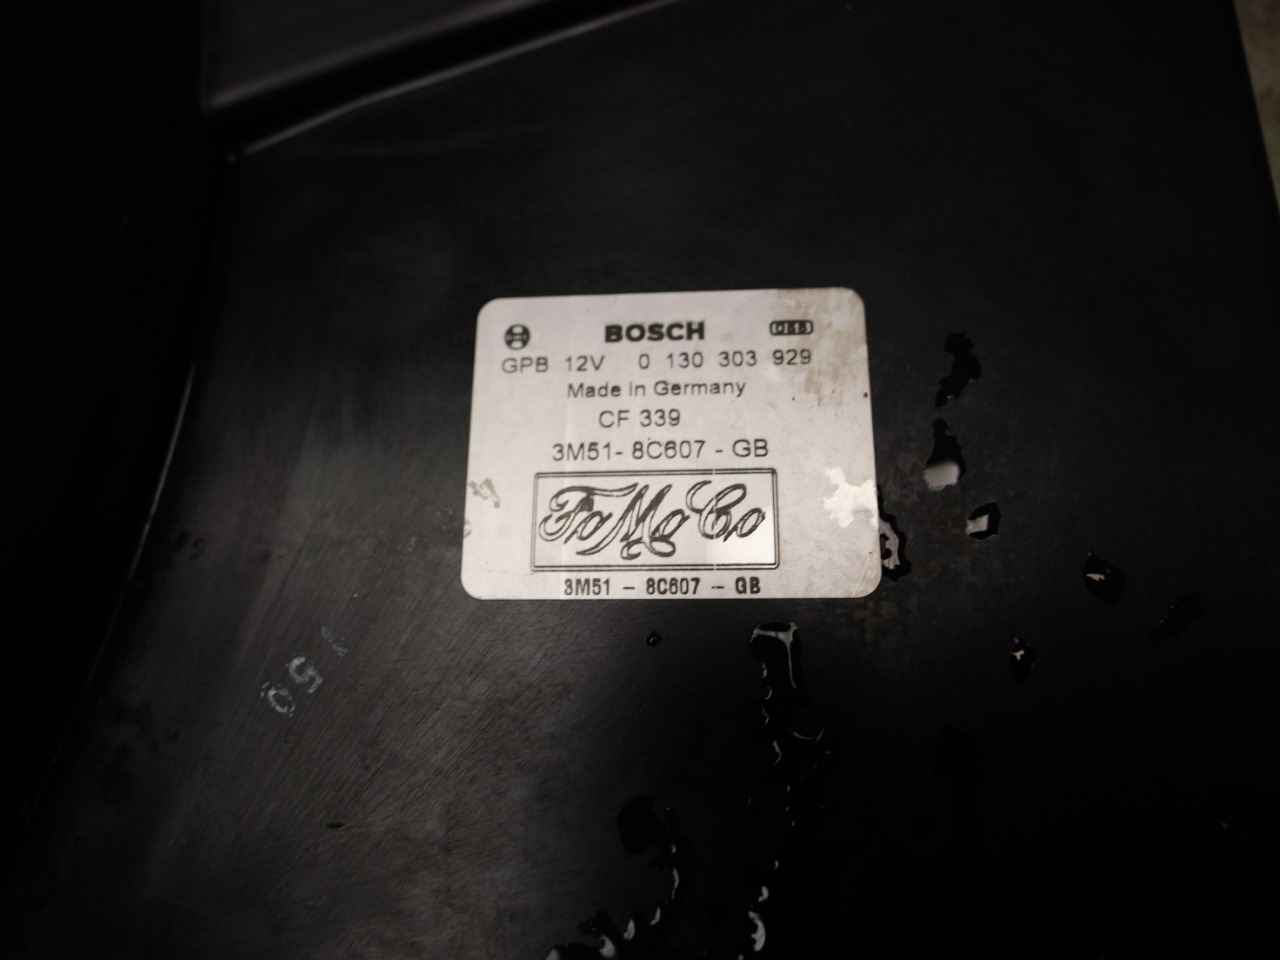 BOSCH
GPB 12V 0 130 303 929
Made in Germany
CF 339
3M51- 8C607 - GB
FoMoCo
3M51 - 8C607 - GB